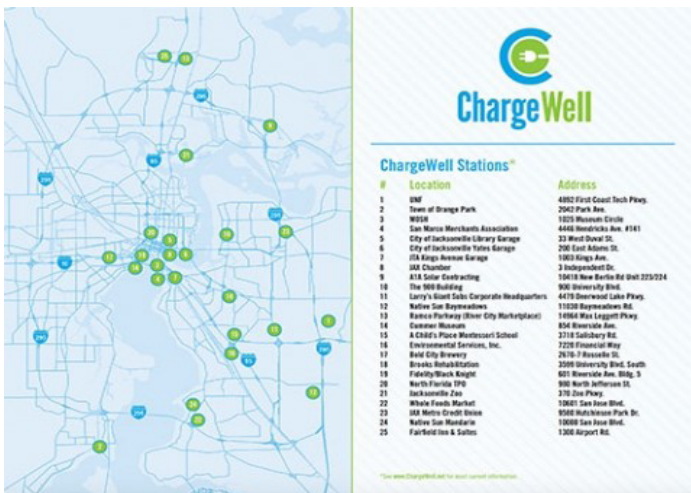 ChargeWell
ChargeWell Stations*
# Location Address
1 UNF 4892 First Coast Tech Pkwy.
2 Town of Orange Park 2042 Park Ave.
3 MOSH 1025 Museum Circle
4 San Marco Merchants Association 4446 Hendricks Ave. #141
5 City of Jacksonville Library Garage 33 West Duval St.
6 City of Jacksonville Yates Garage 200 East Adams St.
7 JTA Kings Avenue Garage 1003 Kings Ave.
8 JAX Chamber 3 Independent Dr.
9 A1A Solar Contracting 10418 New Berlin Rd Unit 223/224
10 The 900 Building 900 University Blvd.
11 Larry's Giant Subs Corporate Headquarters 4479 Deerwood Lake Pkwy.
12 Native Sun Baymeadows 11030 Baymeadows Rd.
13 Ramco Parkway (River City Marketplace) 14964 Max Leggett Pkwy.
14 Cummer Museum 854 Riverside Ave.
15 A Child's Place Montessori School 3718 Salisbury Rd.
16 Environmental Services, Inc. 7220 Financial Way
17 Bold City Brewery 2670-7 Rosselle St.
18 Brooks Rehabilitation 3599 University Blvd. South
19 Fidelity/Black Knight 601 Riverside Ave. Bldg. 5
20 North Florida TPO 980 North Jefferson St.
21 Jacksonville Zoo 370 Zoo Pkwy.
22 Whole Foods Market 10601 San Jose Blvd.
23 JAX Metro Credit Union 9500 Hutchinson Park Dr.
24 Native Sun Mandarin 10000 San Jose Blvd.
25 Fairfield Inn & Suites 1300 Airport Rd.
*See www.ChargeWell.net for most current information.